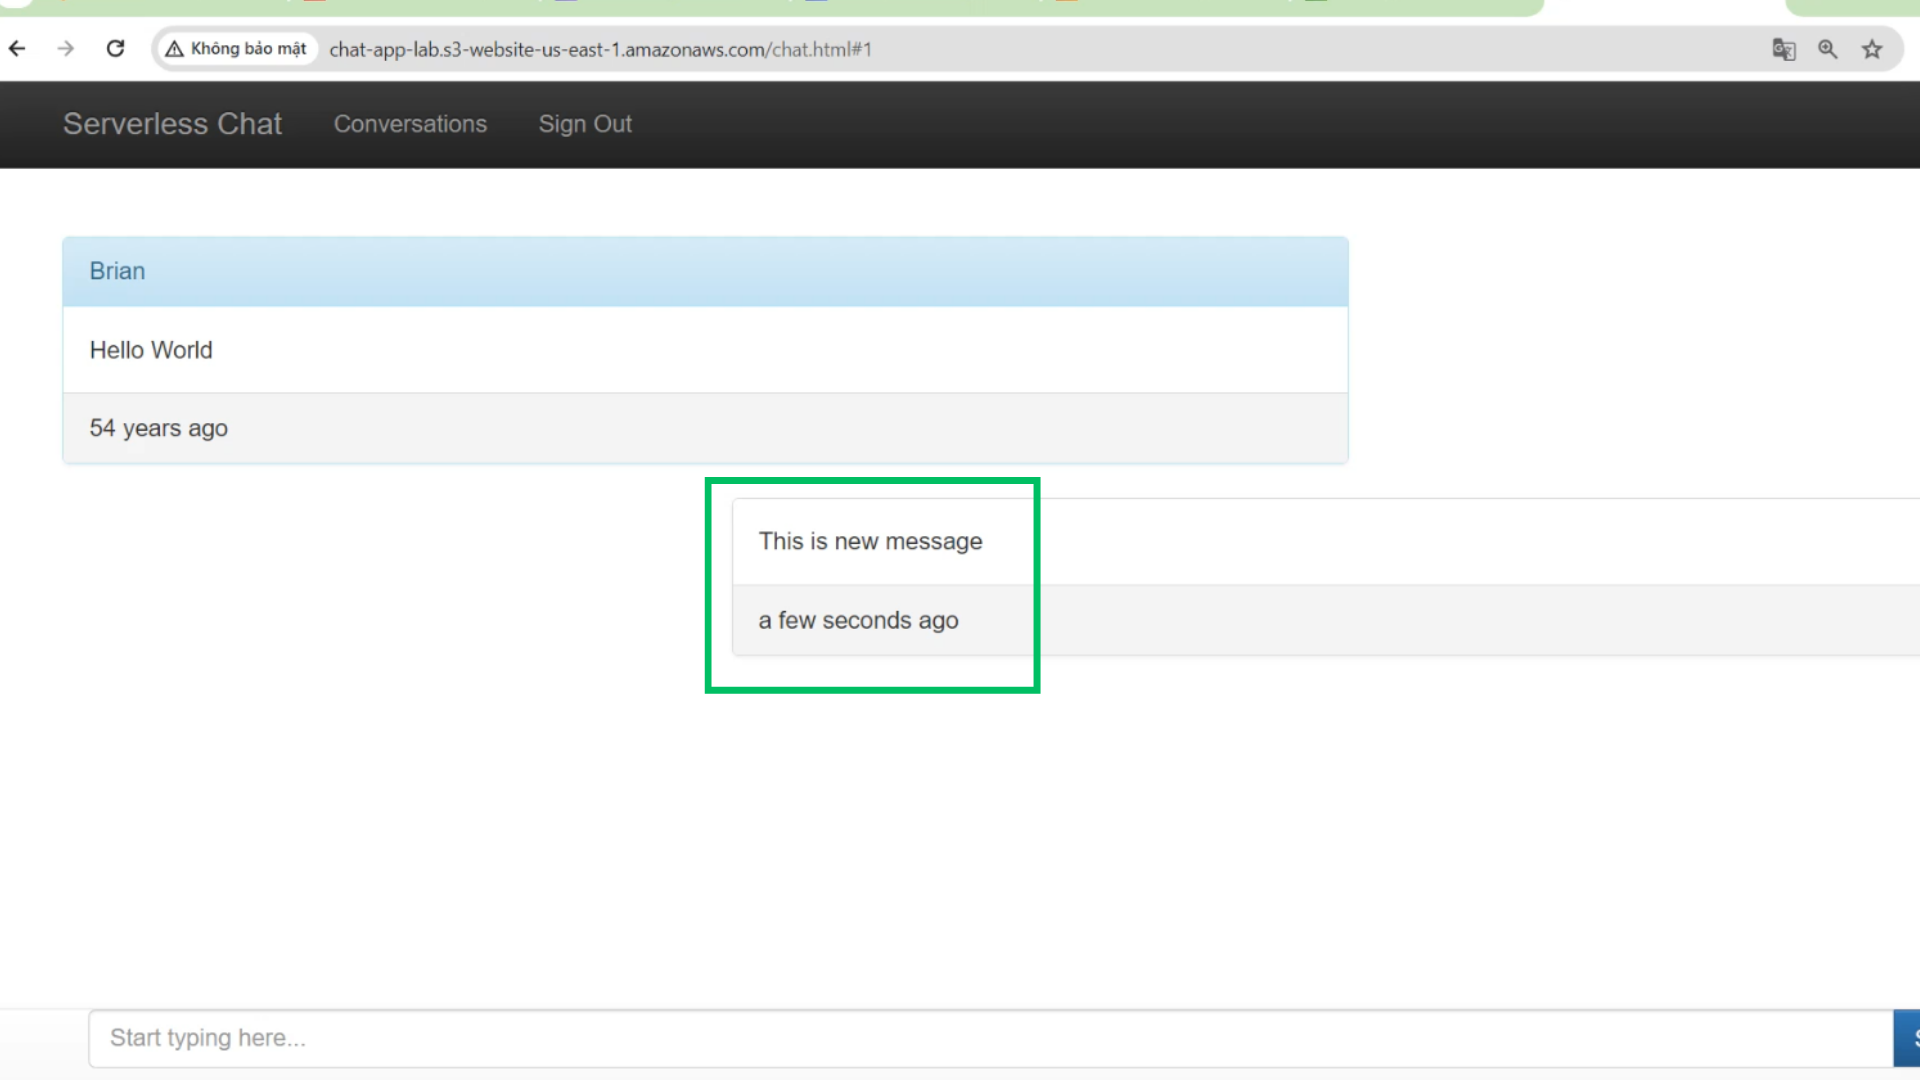 Không bảo mật chat-app-lab.s3-website-us-east-1.amazonaws.com/chat.html#1
Serverless Chat Conversations Sign Out
Brian
Hello World
54 years ago
This is new message
a few seconds ago
Start typing here...